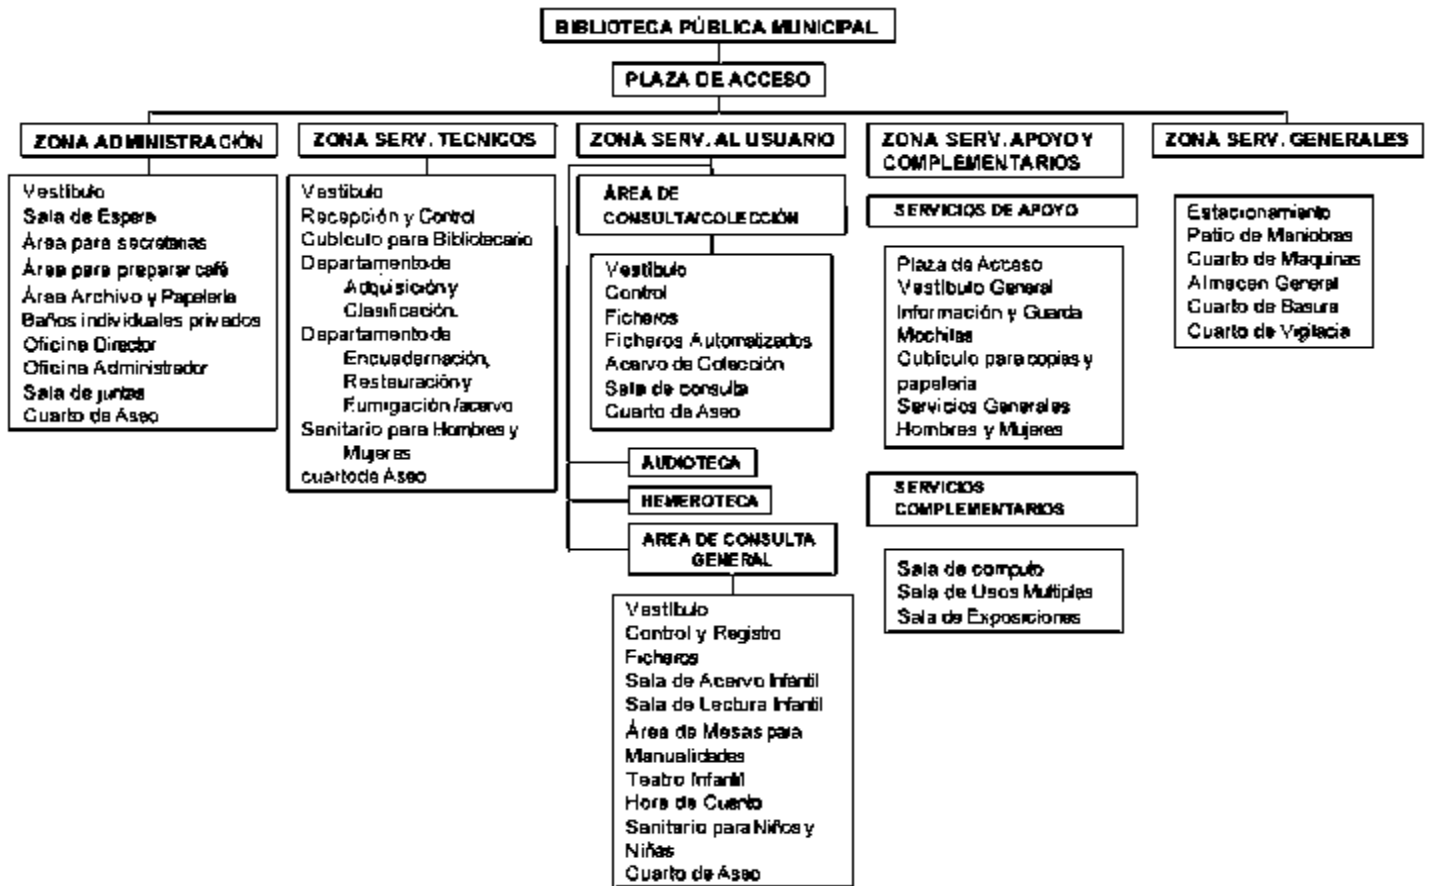 BIBLIOTECA PÚBLICA MUNICIPAL
PLAZA DE ACCESO
ZONA ADMINISTRACIÓN
Vestíbulo
Sala de Espera
Área para secretarias
Área para preparar café
Área Archivo y Papelería
Baños individuales privados
Oficina Director
Oficina Administrador
Sala de juntas
Cuarto de Aseo
ZONA SERV. TECNICOS
Vestíbulo
Recepción y Control
Cubículo para Bibliotecario
Departamento de
Adquisición y
Clasificación.
Departamento de
Encuadernación,
Restauración y
Fumigación /acervo
Sanitario para Hombres y
Mujeres
cuarto de Aseo
ZONA SERV. AL USUARIO
ÁREA DE
CONSULTA/COLECCIÓN
Vestíbulo
Control
Ficheros
Ficheros Automatizados
Acervo de Colección
Sala de consulta
Cuarto de Aseo
AUDIOTECA
HEMEROTECA
AREA DE CONSULTA
GENERAL
Vestíbulo
Control y Registro
Ficheros
Sala de Acervo Infantil
Sala de Lectura Infantil
Área de Mesas para
Manualidades
Teatro Infantil
Hora de Cuento
Sanitario para Niños y
Niñas
Cuarto de Aseo
ZONA SERV. APOYO Y
COMPLEMENTARIOS
SERVICIOS DE APOYO
Plaza de Acceso
Vestíbulo General
Información y Guarda
Mochilas
Cubículo para copias y
papelería
Servicios Generales
Hombres y Mujeres
SERVICIOS
COMPLEMENTARIOS
Sala de computo
Sala de Usos Multiples
Sala de Exposiciones
ZONA SERV. GENERALES
Estacionamiento
Patio de Maniobras
Cuarto de Maquinas
Almacen General
Cuarto de Basura
Cuarto de Vigilacia